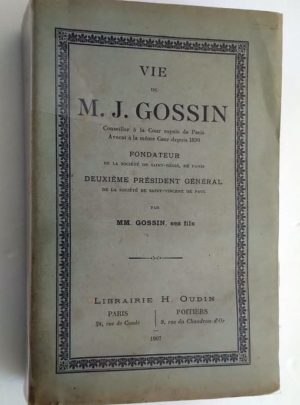 VIE
DE
M. J. GOSSIN
Conseiller à la Cour royale de Paris
Avocat à la même Cour depuis 1830
FONDATEUR
DE LA SOCIÉTÉ DE SAINT-RÉGIS, DE PARIS
DEUXIÈME PRÉSIDENT GÉNÉRAL
DE LA SOCIÉTÉ DE SAINT-VINCENT DE PAUL
PAR
MM. GOSSIN, ses fils
LIBRAIRIE H. OUDIN
PARIS
24, rue de Condé
POITIERS
9, rue du Chaudron-d'Or
1907